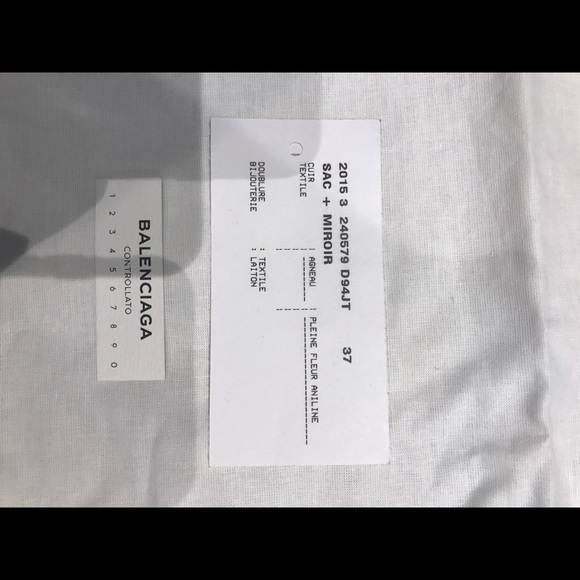 2015 3 240579 D94JT 37
SAC + MIROIR
CUIR : AGNEAU : PLEINE FLEUR ANILINE
TEXTILE : ---------- : ------------------------
:
:
:
DOUBLURE : TEXTILE
BIJOUTERIE : LAITON
BALENCIAGA
CONTROLLATO
1 2 3 4 5 6 7 8 9 0